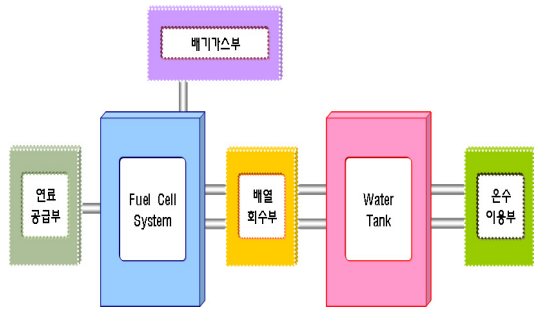 배기가스부
연료
공급부
Fuel Cell
System
배열
회수부
Water
Tank
온수
이용부